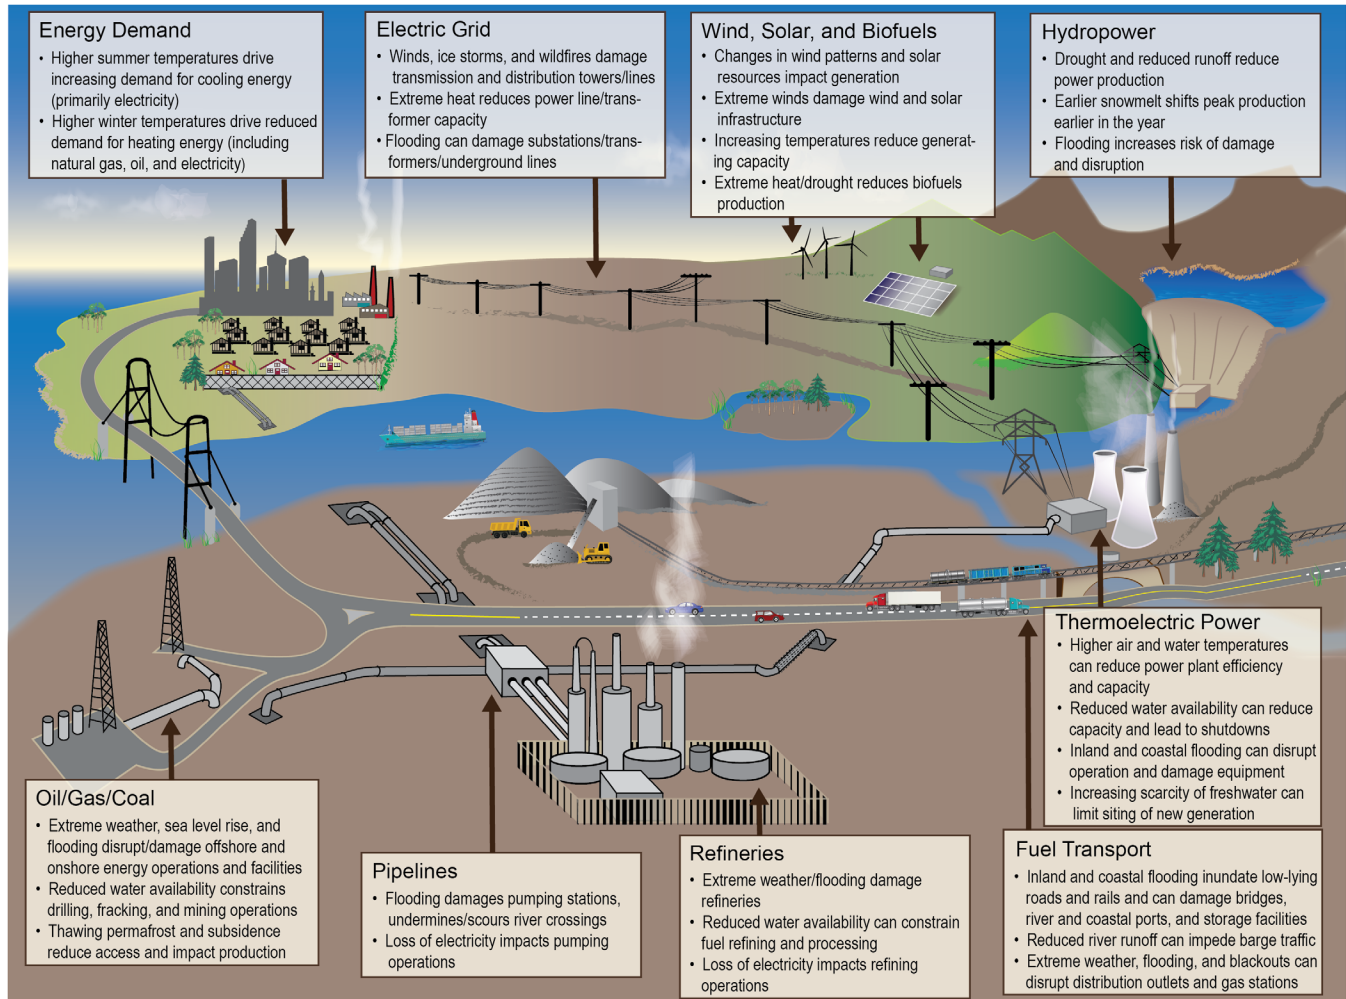 Energy Demand
• Higher summer temperatures drive
increasing demand for cooling energy
(primarily electricity)
• Higher winter temperatures drive reduced
demand for heating energy (including
natural gas, oil, and electricity)
Electric Grid
• Winds, ice storms, and wildfires damage
transmission and distribution towers/lines
• Extreme heat reduces power line/trans-
former capacity
• Flooding can damage substations/trans-
formers/underground lines
Wind, Solar, and Biofuels
• Changes in wind patterns and solar
resources impact generation
• Extreme winds damage wind and solar
infrastructure
• Increasing temperatures reduce generat-
ing capacity
• Extreme heat/drought reduces biofuels
production
Hydropower
• Drought and reduced runoff reduce
power production
• Earlier snowmelt shifts peak production
earlier in the year
• Flooding increases risk of damage
and disruption
Thermoelectric Power
• Higher air and water temperatures
can reduce power plant efficiency
and capacity
• Reduced water availability can reduce
capacity and lead to shutdowns
• Inland and coastal flooding can disrupt
operation and damage equipment
• Increasing scarcity of freshwater can
limit siting of new generation
Oil/Gas/Coal
• Extreme weather, sea level rise, and
flooding disrupt/damage offshore and
onshore energy operations and facilities
• Reduced water availability constrains
drilling, fracking, and mining operations
• Thawing permafrost and subsidence
reduce access and impact production
Pipelines
• Flooding damages pumping stations,
undermines/scours river crossings
• Loss of electricity impacts pumping
operations
Refineries
• Extreme weather/flooding damage
refineries
• Reduced water availability can constrain
fuel refining and processing
• Loss of electricity impacts refining
operations
Fuel Transport
• Inland and coastal flooding inundate low-lying
roads and rails and can damage bridges,
river and coastal ports, and storage facilities
• Reduced river runoff can impede barge traffic
• Extreme weather, flooding, and blackouts can
disrupt distribution outlets and gas stations